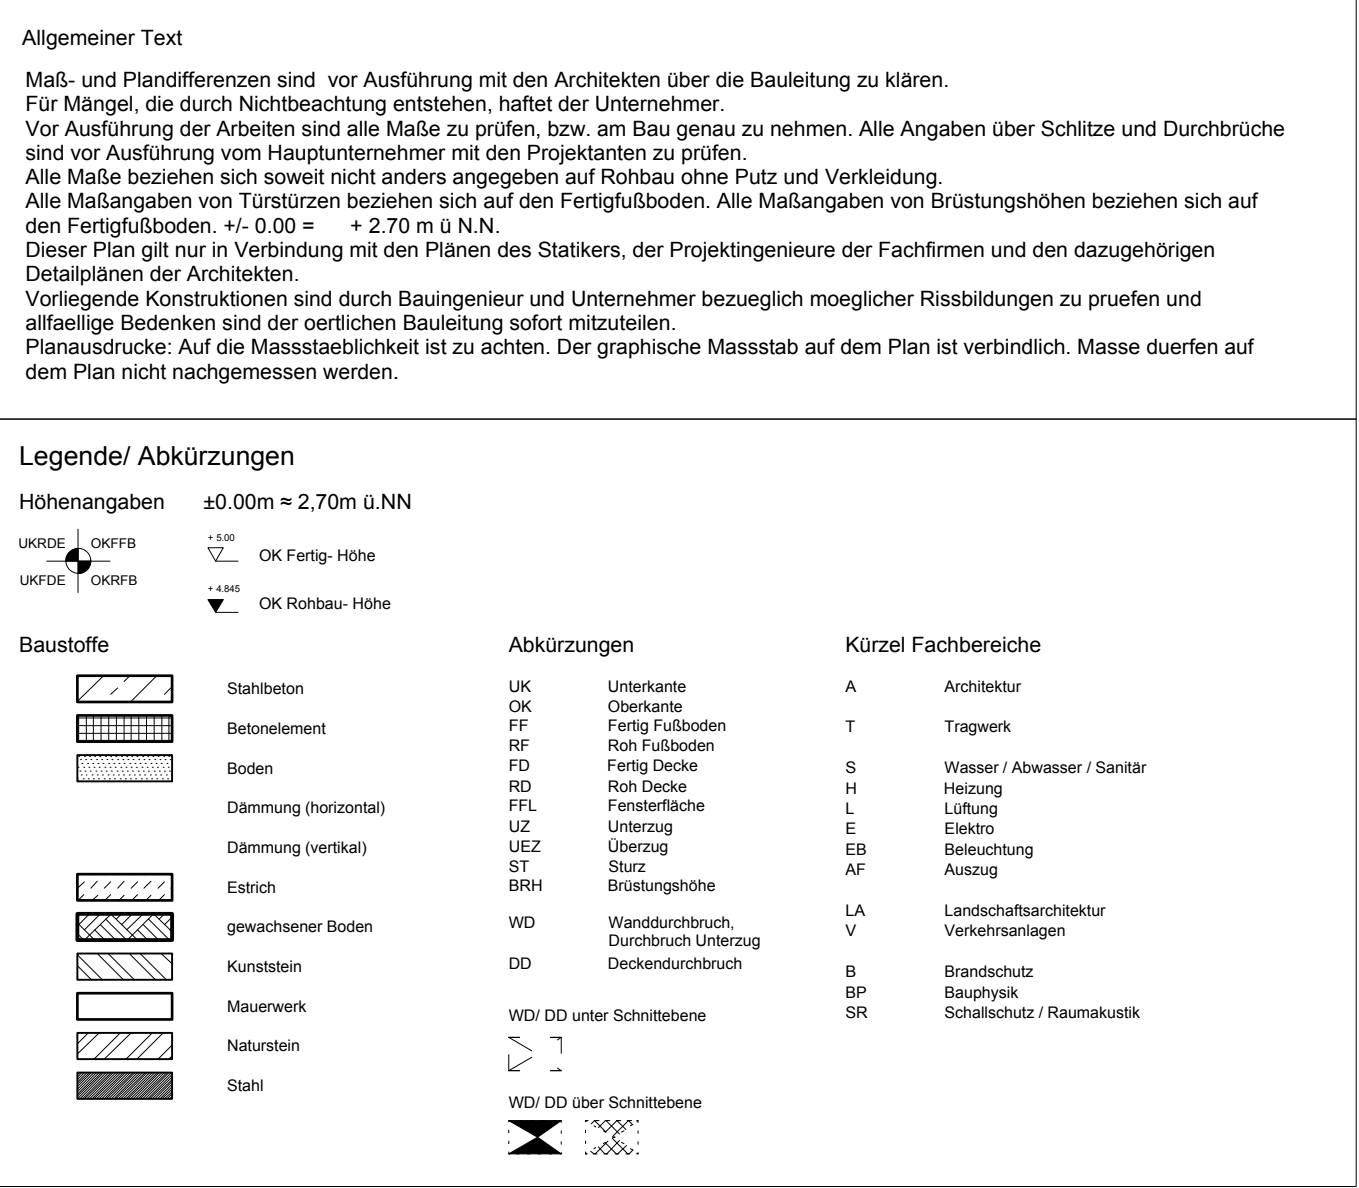 Allgemeiner Text
Maß- und Plandifferenzen sind vor Ausführung mit den Architekten über die Bauleitung zu klären.
Für Mängel, die durch Nichtbeachtung entstehen, haftet der Unternehmer.
Vor Ausführung der Arbeiten sind alle Maße zu prüfen, bzw. am Bau genau zu nehmen. Alle Angaben über Schlitze und Durchbrüche
sind vor Ausführung vom Hauptunternehmer mit den Projektanten zu prüfen.
Alle Maße beziehen sich soweit nicht anders angegeben auf Rohbau ohne Putz und Verkleidung.
Alle Maßangaben von Türstürzen beziehen sich auf den Fertigfußboden. Alle Maßangaben von Brüstungshöhen beziehen sich auf
den Fertigfußboden. +/- 0.00 = + 2.70 m ü N.N.
Dieser Plan gilt nur in Verbindung mit den Plänen des Statikers, der Projektingenieure der Fachfirmen und den dazugehörigen
Detailplänen der Architekten.
Vorliegende Konstruktionen sind durch Bauingenieur und Unternehmer bezueglich moeglicher Rissbildungen zu pruefen und
allfaellige Bedenken sind der oertlichen Bauleitung sofort mitzuteilen.
Planausdrucke: Auf die Massstaeblichkeit ist zu achten. Der graphische Massstab auf dem Plan ist verbindlich. Masse duerfen auf
dem Plan nicht nachgemessen werden.
Legende/ Abkürzungen
Höhenangaben ±0.00m ≈ 2,70m ü.NN
UKRDE OKFFB
UKFDE OKRFB
+ 5.00
OK Fertig- Höhe
+ 4.845
OK Rohbau- Höhe
Baustoffe
Stahlbeton
Betonelement
Boden
Dämmung (horizontal)
Dämmung (vertikal)
Estrich
gewachsener Boden
Kunststein
Mauerwerk
Naturstein
Stahl
Abkürzungen
UK Unterkante
OK Oberkante
FF Fertig Fußboden
RF Roh Fußboden
FD Fertig Decke
RD Roh Decke
FFL Fensterfläche
UZ Unterzug
UEZ Überzug
ST Sturz
BRH Brüstungshöhe
WD Wanddurchbruch,
Durchbruch Unterzug
DD Deckendurchbruch
WD/ DD unter Schnittebene
WD/ DD über Schnittebene
Kürzel Fachbereiche
A Architektur
T Tragwerk
S Wasser / Abwasser / Sanitär
H Heizung
L Lüftung
E Elektro
EB Beleuchtung
AF Auszug
LA Landschaftsarchitektur
V Verkehrsanlagen
B Brandschutz
BP Bauphysik
SR Schallschutz / Raumakustik